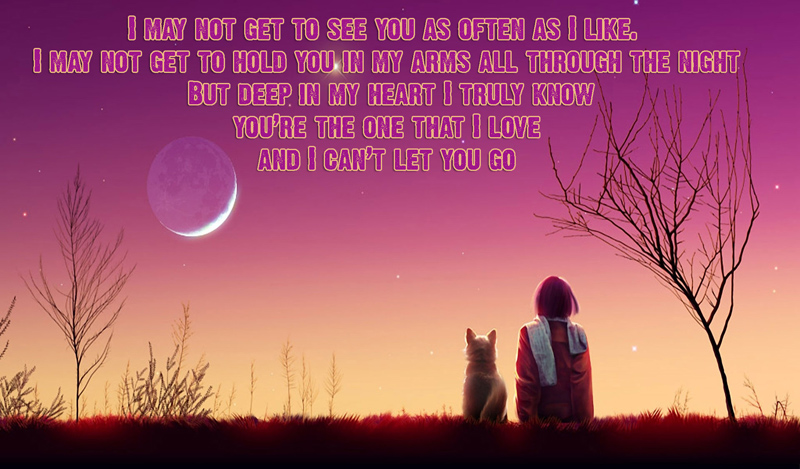 I may not get to see you as often as I like.
I may not get to hold you in my arms all through the night
But deep in my heart I truly know
you're the one that I love
and I can't let you go